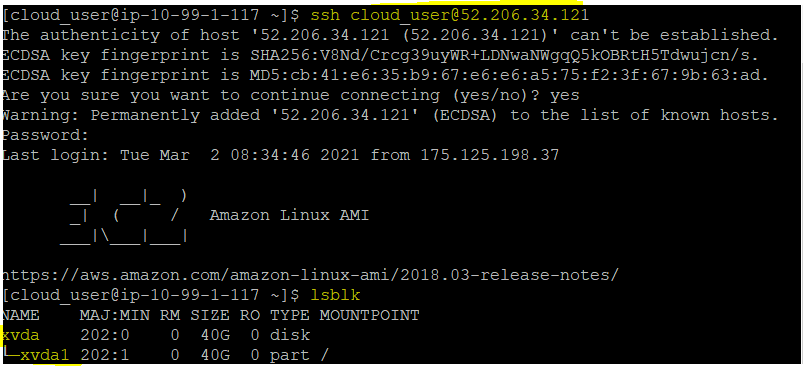 [cloud_user@ip-10-99-1-117 ~]$ ssh cloud_user@52.206.34.121
The authenticity of host '52.206.34.121 (52.206.34.121)' can't be established.
ECDSA key fingerprint is SHA256:V8Nd/Crcg39uyWR+LDNwaNWgqQ5kOBRtH5Tdwujcn/s.
ECDSA key fingerprint is MD5:cb:41:e6:35:b9:67:e6:e6:a5:75:f2:3f:67:9b:63:ad.
Are you sure you want to continue connecting (yes/no)? yes
Warning: Permanently added '52.206.34.121' (ECDSA) to the list of known hosts.
Password:
Last login: Tue Mar  2 08:34:46 2021 from 175.125.198.37
       __|  __|_  )
       _|  (     /   Amazon Linux AMI
      ___|\___|___|
https://aws.amazon.com/amazon-linux-ami/2018.03-release-notes/
[cloud_user@ip-10-99-1-117 ~]$ lsblk
NAME    MAJ:MIN RM SIZE RO TYPE MOUNTPOINT
xvda    202:0    0  40G  0 disk
└─xvda1 202:1    0  40G  0 part /